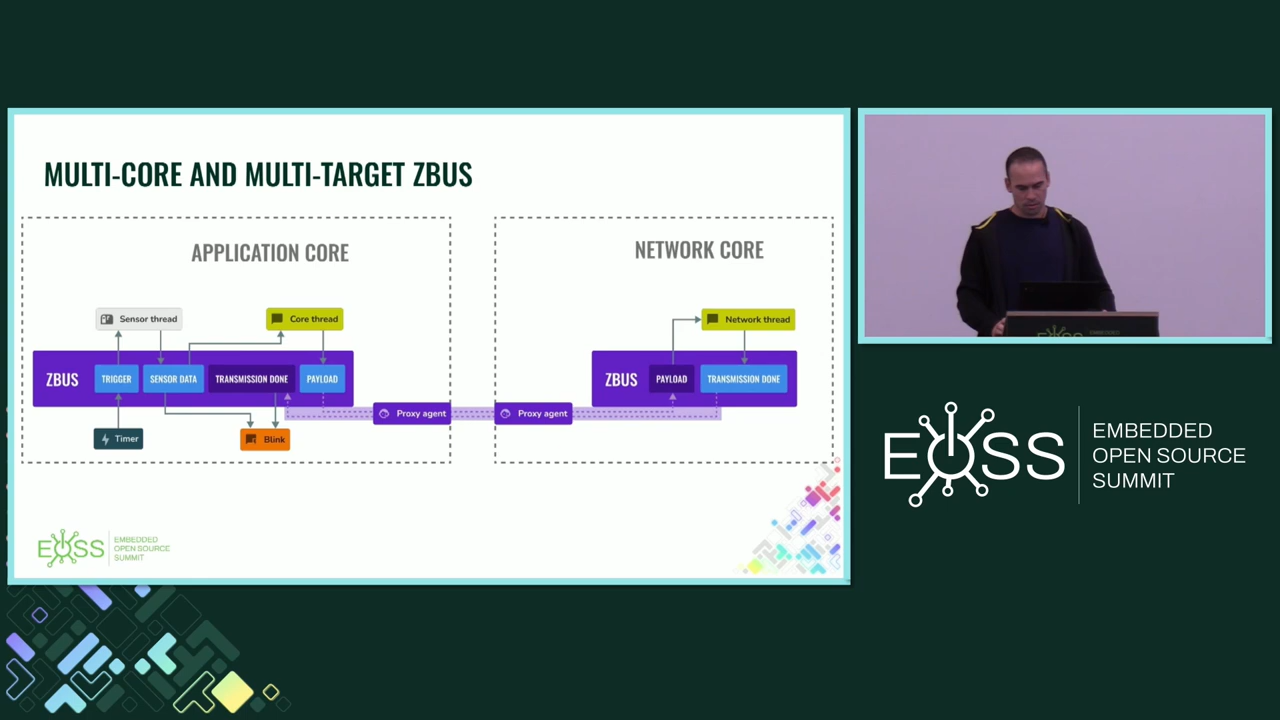 MULTI-CORE AND MULTI-TARGET ZBUS
APPLICATION CORE
Sensor thread
Core thread
ZBUS
TRIGGER
SENSOR DATA
TRANSMISSION DONE
PAYLOAD
Proxy agent
Timer
Blink
NETWORK CORE
Network thread
ZBUS
PAYLOAD
TRANSMISSION DONE
Proxy agent
EOSS
EMBEDDED
OPEN SOURCE
SUMMIT
EOSS
EMBEDDED
OPEN SOURCE
SUMMIT